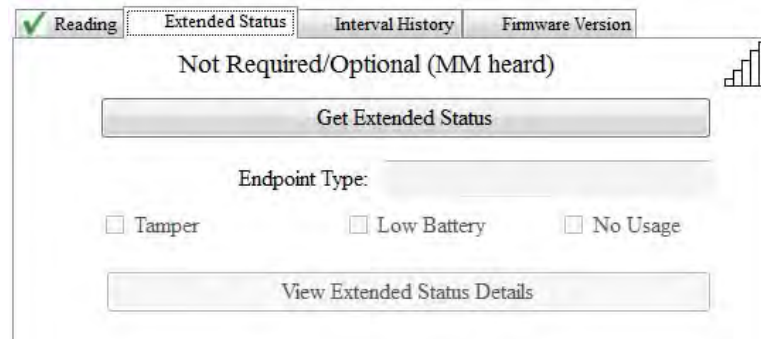 Reading Extended Status Interval History Firmware Version
Not Required/Optional (MM heard)
Get Extended Status
Endpoint Type:
Tamper Low Battery No Usage
View Extended Status Details